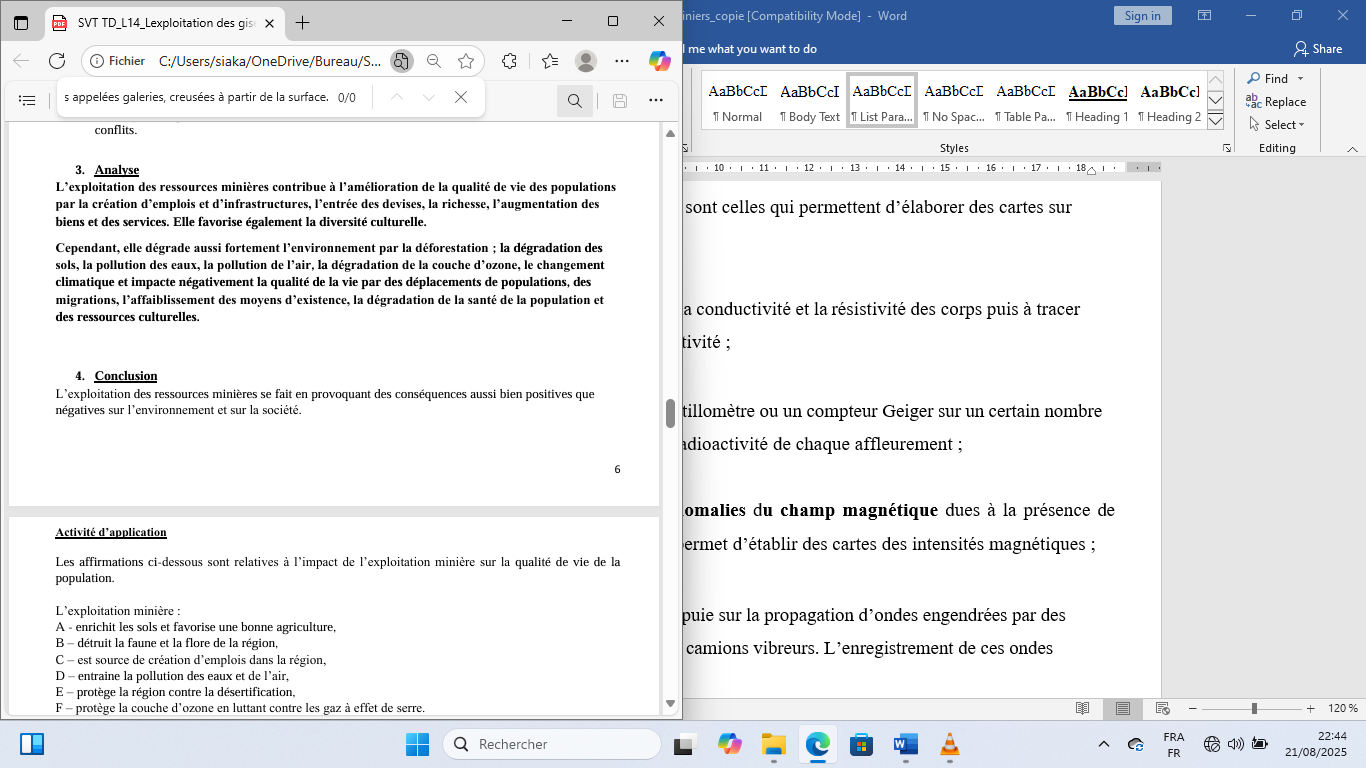 SVT TD_L14_Lexploitation des gis
iniers_copie [Compatibility Mode] - Word
Sign in
Fichier
C:/Users/siaka/OneDrive/Bureau/S...
l me what you want to do
Share
s appelées galeries, creusées à partir de la surface.
0/0
AaBbCcD AaBbCcD AaBbCcD AaBbCcD AaBbCcD AaBbCcI AaBbCcI
¶ Normal ¶ Body Text ¶ List Para... ¶ No Spac... ¶ Table Pa... ¶ Heading 1 ¶ Heading 2
Styles
Find
Replace
Select
Editing
10 11 12 13 14 15 16 17 18
conflits.
3. Analyse
L’exploitation des ressources minières contribue à l’amélioration de la qualité de vie des populations
par la création d’emplois et d’infrastructures, l’entrée des devises, la richesse, l’augmentation des
biens et des services. Elle favorise également la diversité culturelle.
Cependant, elle dégrade aussi fortement l’environnement par la déforestation ; la dégradation des
sols, la pollution des eaux, la pollution de l’air, la dégradation de la couche d’ozone, le changement
climatique et impacte négativement la qualité de la vie par des déplacements de populations, des
migrations, l’affaiblissement des moyens d’existence, la dégradation de la santé de la population et
des ressources culturelles.
4. Conclusion
L’exploitation des ressources minières se fait en provoquant des conséquences aussi bien positives que
négatives sur l’environnement et sur la société.
6
Activité d’application
Les affirmations ci-dessous sont relatives à l’impact de l’exploitation minière sur la qualité de vie de la
population.
L’exploitation minière :
A - enrichit les sols et favorise une bonne agriculture,
B – détruit la faune et la flore de la région,
C – est source de création d’emplois dans la région,
D – entraine la pollution des eaux et de l’air,
E – protège la région contre la désertification,
F – protège la couche d’ozone en luttant contre les gaz à effet de serre.
sont celles qui permettent d’élaborer des cartes sur
a conductivité et la résistivité des corps puis à tracer
tivité ;
tillomètre ou un compteur Geiger sur un certain nombre
adioactivité de chaque affleurement ;
omalies du champ magnétique dues à la présence de
permet d’établir des cartes des intensités magnétiques ;
puie sur la propagation d’ondes engendrées par des
camions vibreurs. L’enregistrement de ces ondes
120 %
Rechercher
FRA
FR
22:44
21/08/2025